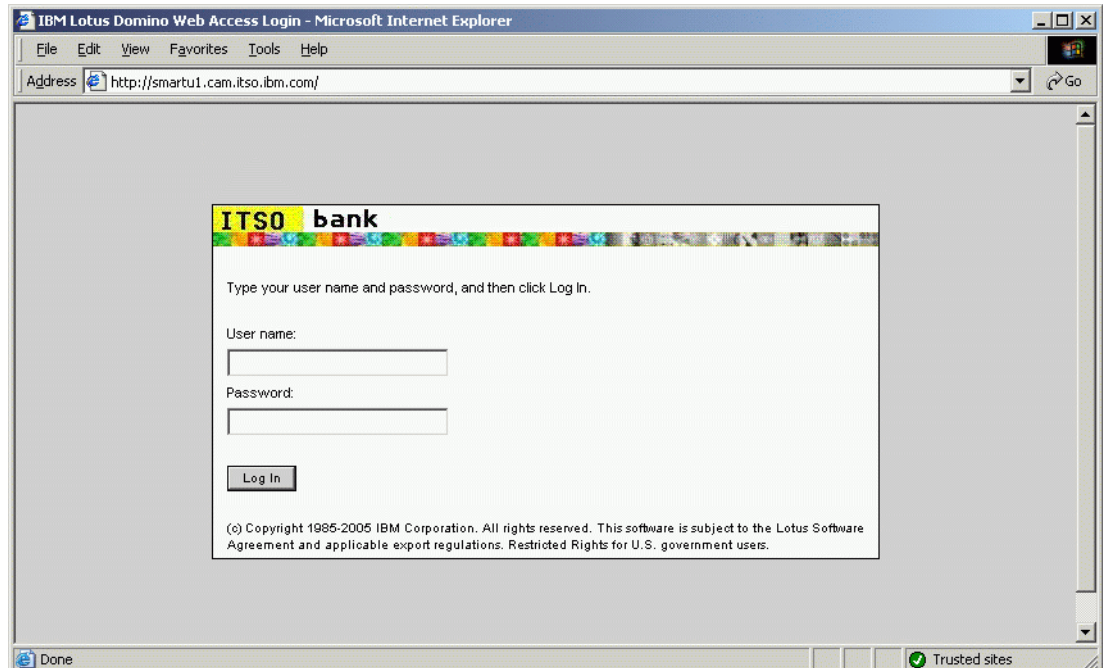 IBM Lotus Domino Web Access Login - Microsoft Internet Explorer
File Edit View Favorites Tools Help
Address http://smartu1.cam.itso.ibm.com/ Go
ITSO bank
Type your user name and password, and then click Log In.
User name:
Password:
Log In
(c) Copyright 1985-2005 IBM Corporation. All rights reserved. This software is subject to the Lotus Software
Agreement and applicable export regulations. Restricted Rights for U.S. government users.
Done Trusted sites